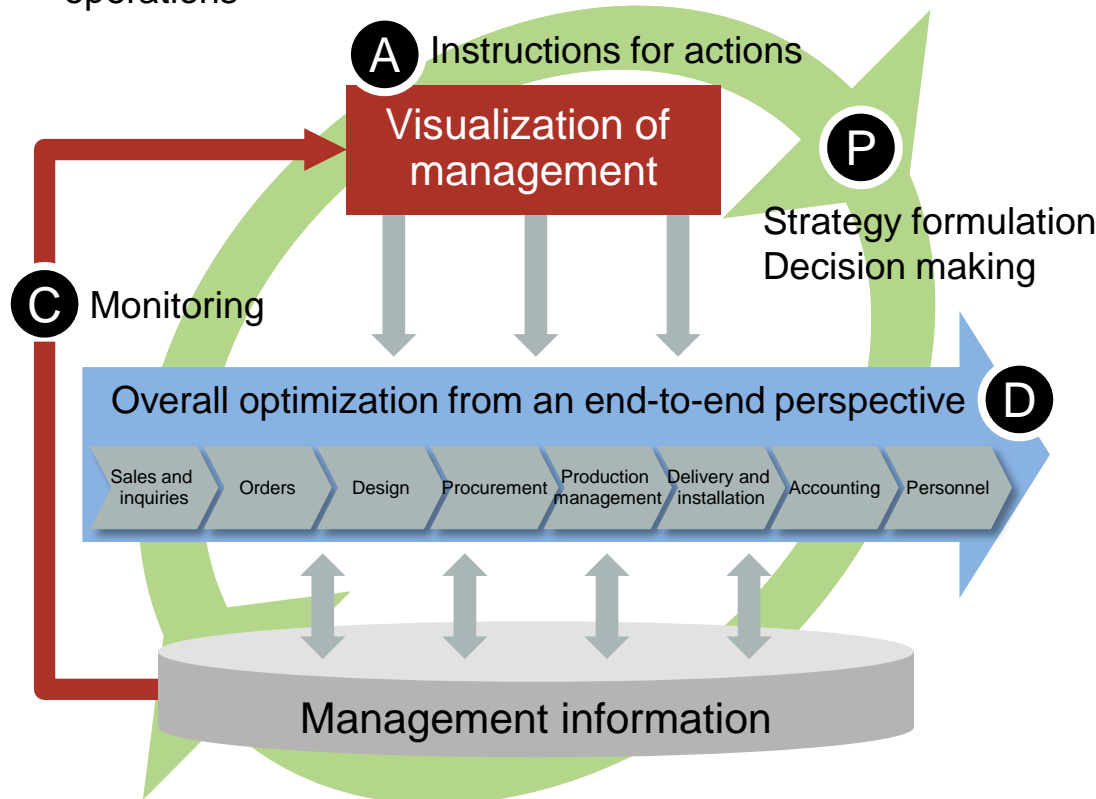 operations
A
Instructions for actions
Visualization of
management
P
Strategy formulation
Decision making
C
Monitoring
Overall optimization from an end-to-end perspective
D
Sales and
inquiries
Orders
Design
Procurement
Production
management
Delivery and
installation
Accounting
Personnel
Management information